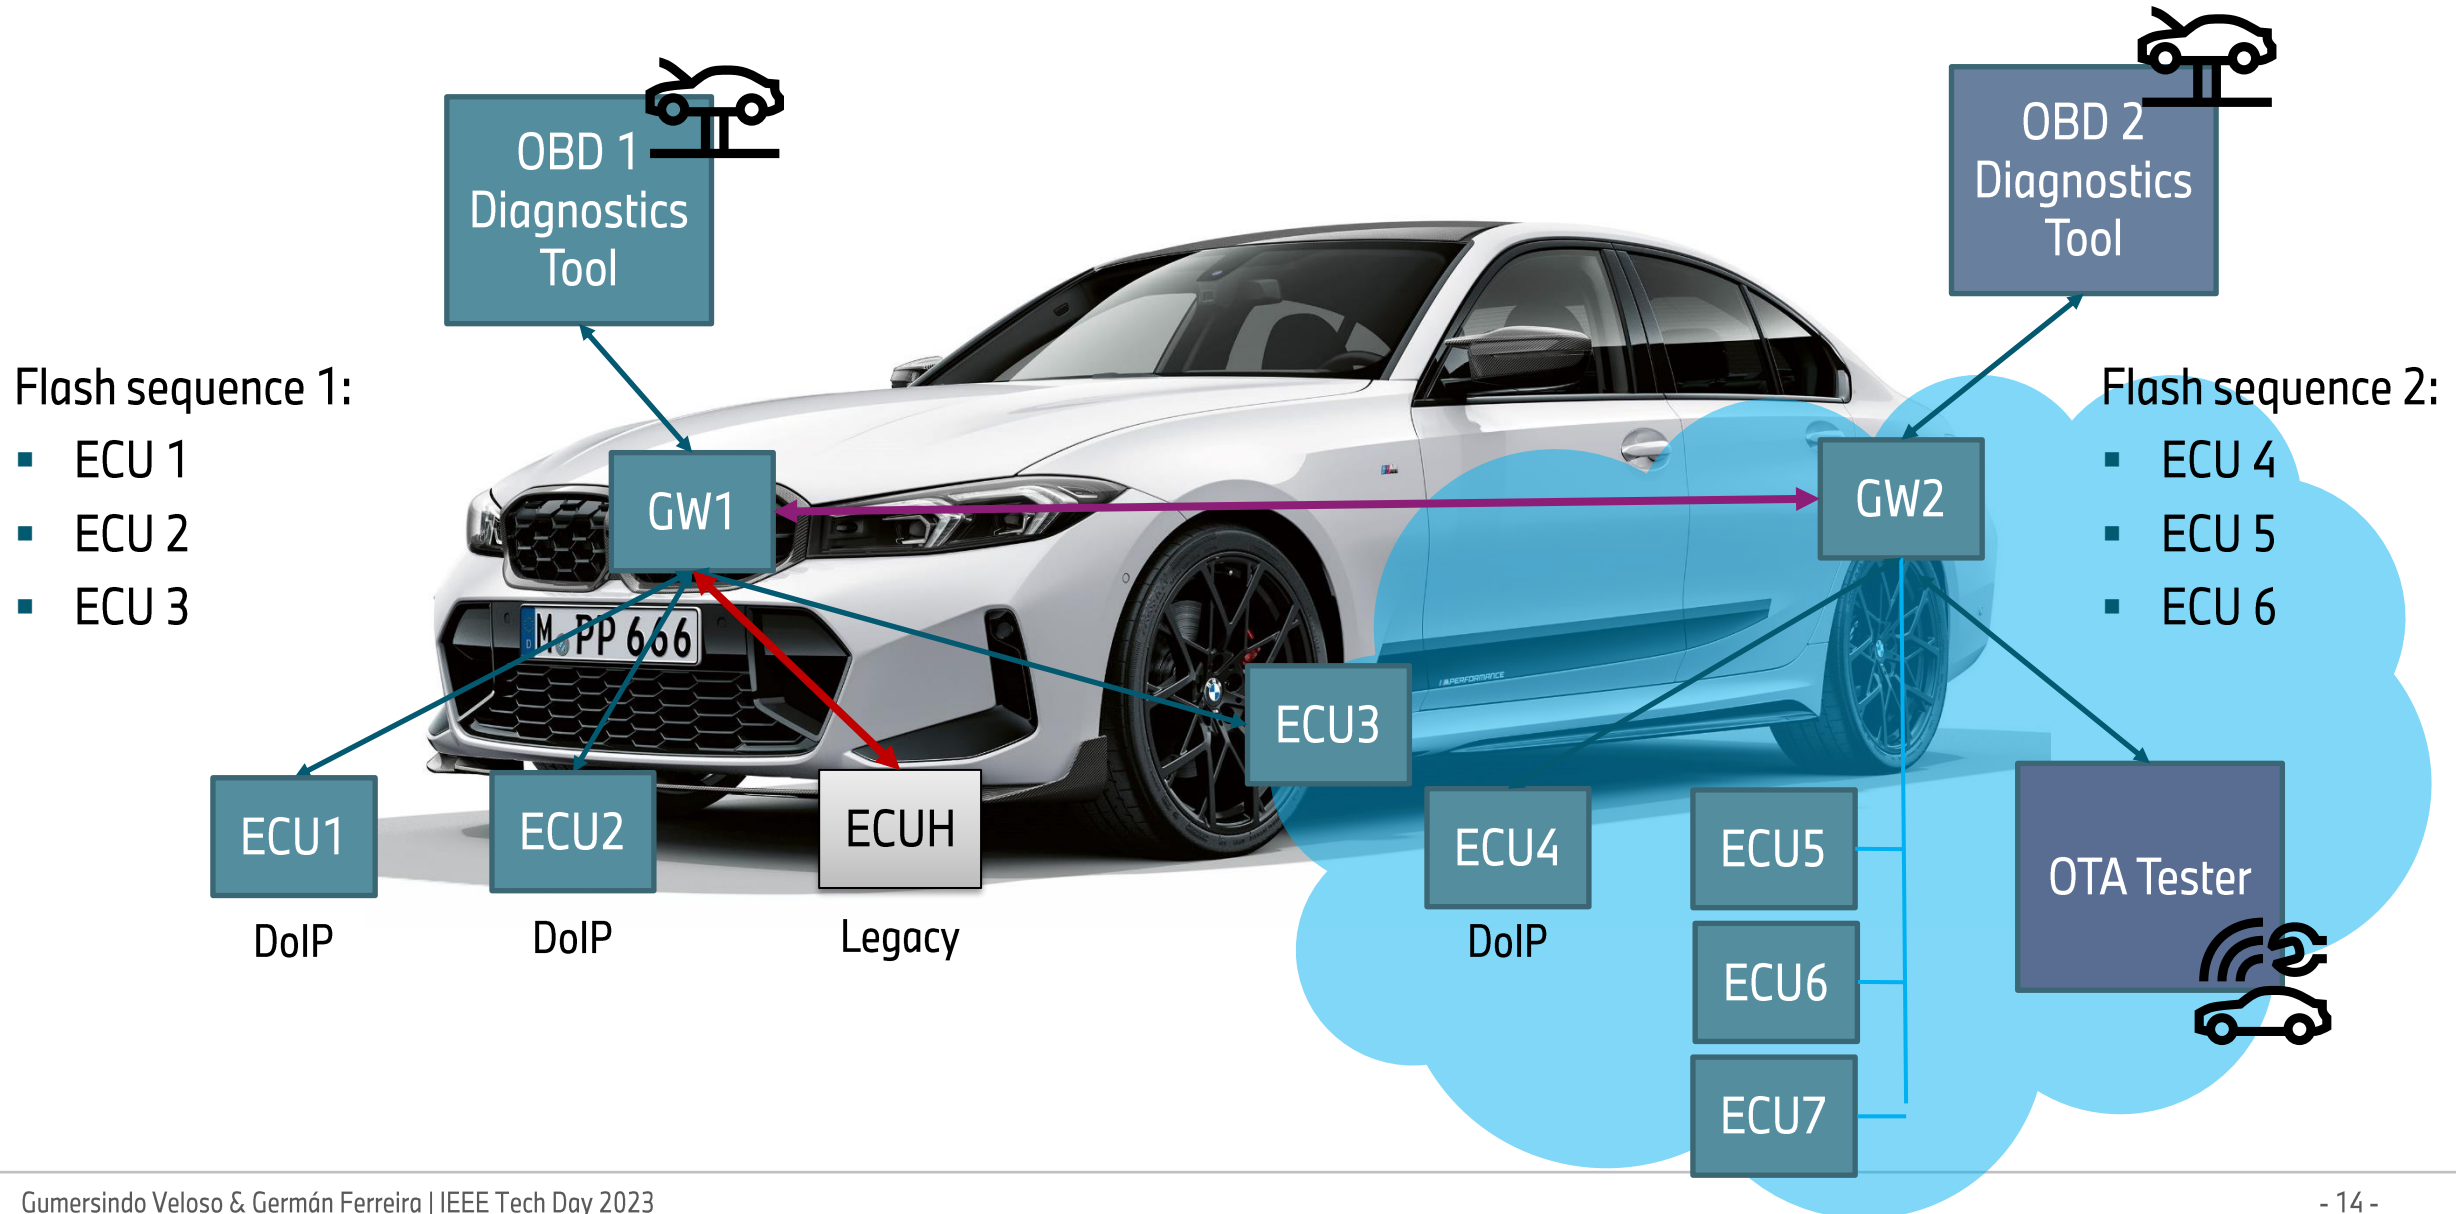 OBD 1
Diagnostics
Tool
OBD 2
Diagnostics
Tool
Flash sequence 1:
▪ ECU 1
▪ ECU 2
▪ ECU 3
Flash sequence 2:
▪ ECU 4
▪ ECU 5
▪ ECU 6
GW1
GW2
M PP 666
D
M PERFORMANCE
ECU3
ECU1
DoIP
ECU2
DoIP
ECUH
Legacy
ECU4
DoIP
ECU5
ECU6
ECU7
OTA Tester
Gumersindo Veloso & Germán Ferreira | IEEE Tech Day 2023
- 14 -